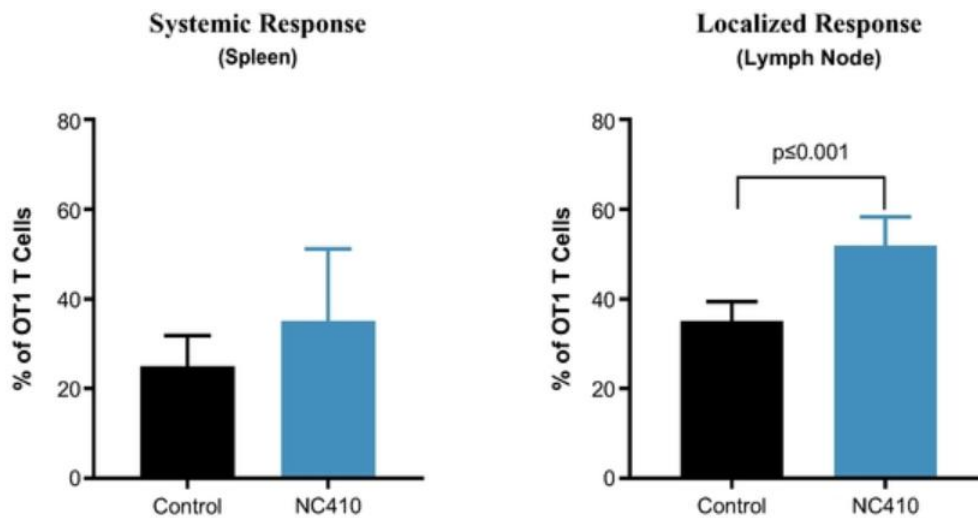 Systemic Response
(Spleen)
% of OT1 T Cells
80
60
40
20
0
Control NC410
Localized Response
(Lymph Node)
% of OT1 T Cells
80
60
40
20
0
p≤0.001
Control NC410